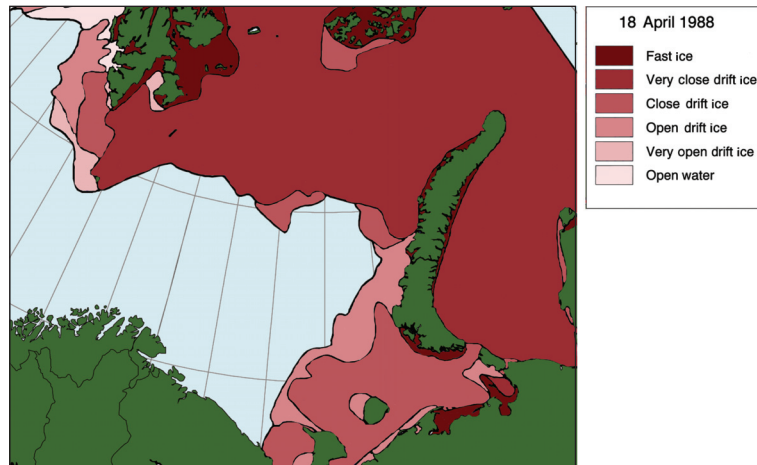 18 April 1988
Fast ice
Very close drift ice
Close drift ice
Open drift ice
Very open drift ice
Open water